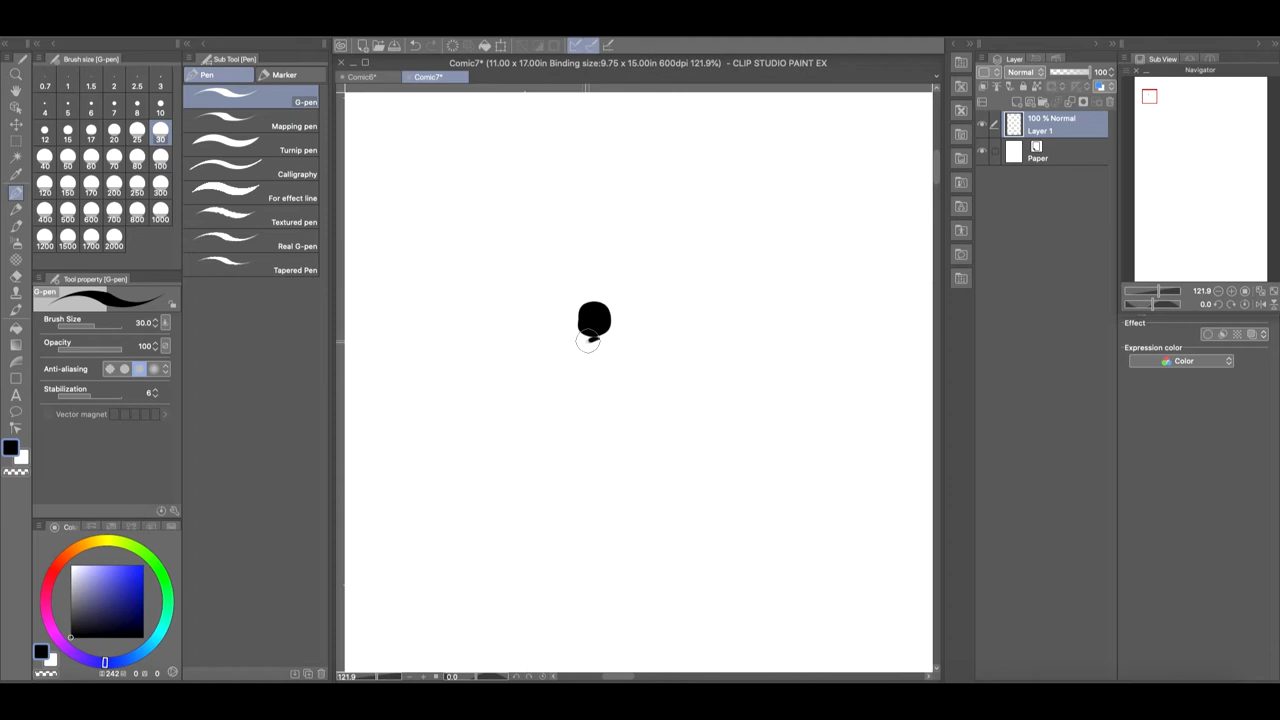 Brush size [G-pen]
Sub Tool [Pen]
Comic7* (11.00 x 17.00in Binding size:9.75 x 15.00in 600dpi 121.9%) - CLIP STUDIO PAINT EX
Comic6*
Comic7*
Pen
Marker
0.7 1 1.5 2 2.5 3
4 5 6 7 8 10
12 15 17 20 25 30
40 50 60 70 80 100
120 150 170 200 250 300
400 500 600 700 800 1000
1200 1500 1700 2000
G-pen
Mapping pen
Turnip pen
Calligraphy
For effect line
Textured pen
Real G-pen
Tapered Pen
Tool property [G-pen]
G-pen
Brush Size 30.0
Opacity 100
Anti-aliasing
Stabilization 6
Vector magnet
A
242 0 0
121.9
0.0
Layer
Normal 100
100 % Normal
Layer 1
Paper
Sub View
Navigator
121.9
0.0
Effect
Expression color
Color